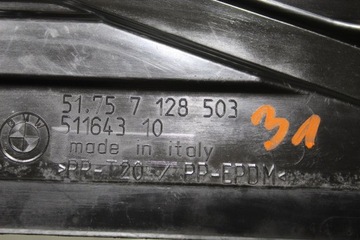 51.75 7 128 503
511643 10
BMW
made in italy
>PP-T20 / PP-EPDM<
31